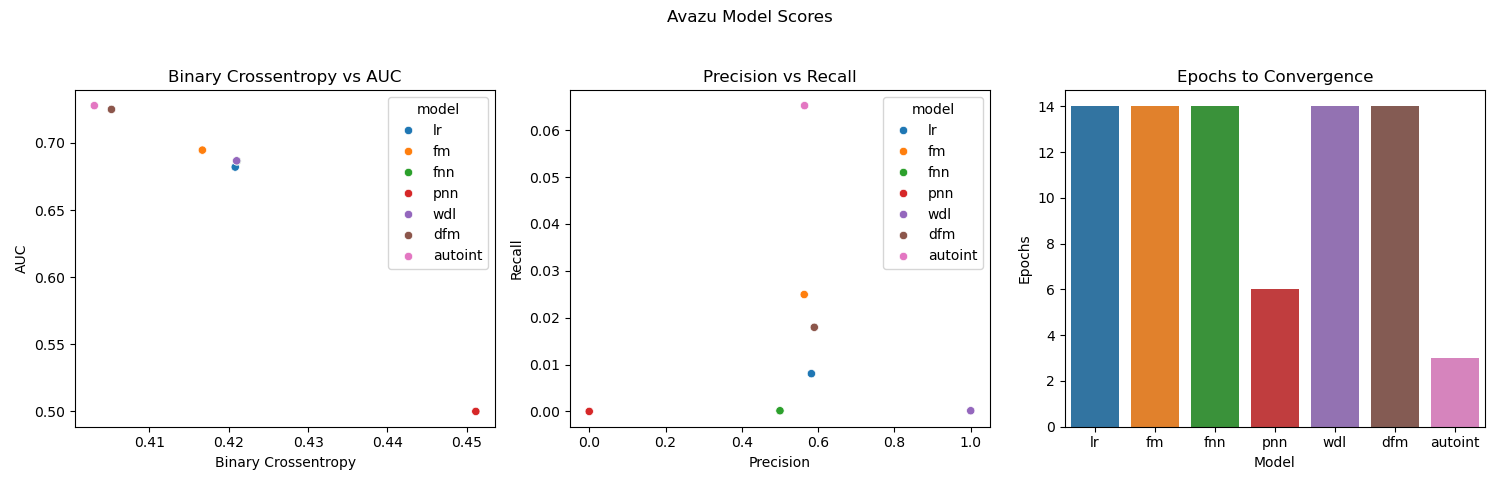 Avazu Model Scores
Binary Crossentropy vs AUC
AUC
0.70
0.65
0.60
0.55
0.50
0.41 0.42 0.43 0.44 0.45
Binary Crossentropy
model
lr
fm
fnn
pnn
wdl
dfm
autoint
Precision vs Recall
Recall
0.06
0.05
0.04
0.03
0.02
0.01
0.00
0.0 0.2 0.4 0.6 0.8 1.0
Precision
model
lr
fm
fnn
pnn
wdl
dfm
autoint
Epochs to Convergence
Epochs
14
12
10
8
6
4
2
0
lr fm fnn pnn wdl dfm autoint
Model